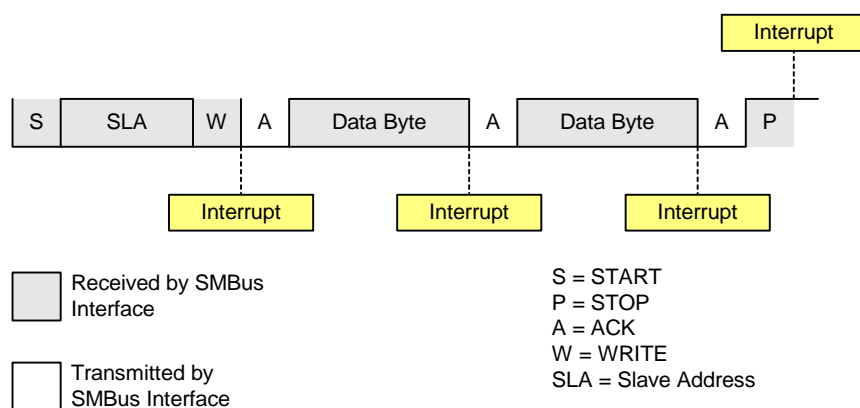 Interrupt
S SLA W A Data Byte A Data Byte A P
Interrupt Interrupt Interrupt
Received by SMBus
Interface
Transmitted by
SMBus Interface
S = START
P = STOP
A = ACK
W = WRITE
SLA = Slave Address